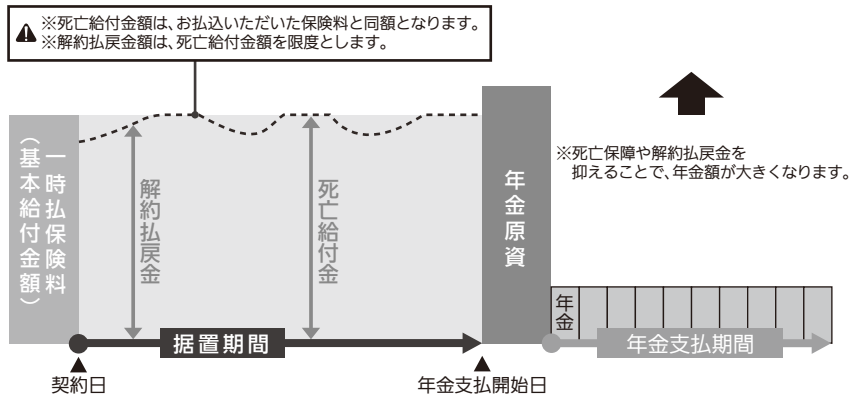 ※死亡給付金額は、お払込いただいた保険料と同額となります。
※解約払戻金額は、死亡給付金額を限度とします。
一時払保険料
（基本給付金額）
解約払戻金
死亡給付金
年金原資
※死亡保障や解約払戻金を
抑えることで、年金額が大きくなります。
年金
据置期間
年金支払期間
契約日
年金支払開始日